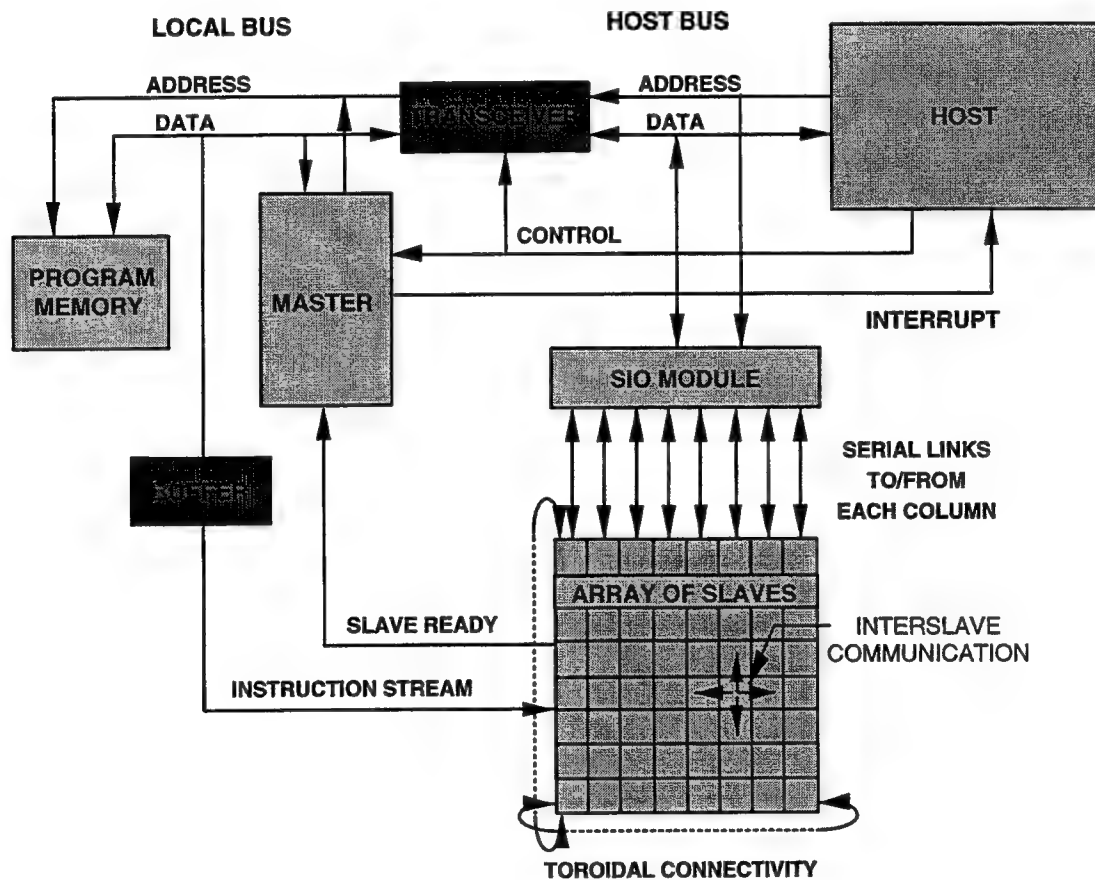 LOCAL BUS
HOST BUS
ADDRESS
TRANSCEIVER
ADDRESS
DATA
DATA
HOST
CONTROL
PROGRAM
MEMORY
MASTER
INTERRUPT
SIO MODULE
SERIAL LINKS
TO/FROM
EACH COLUMN
BUFFER
ARRAY OF SLAVES
SLAVE READY
INTERSLAVE
COMMUNICATION
INSTRUCTION STREAM
TOROIDAL CONNECTIVITY